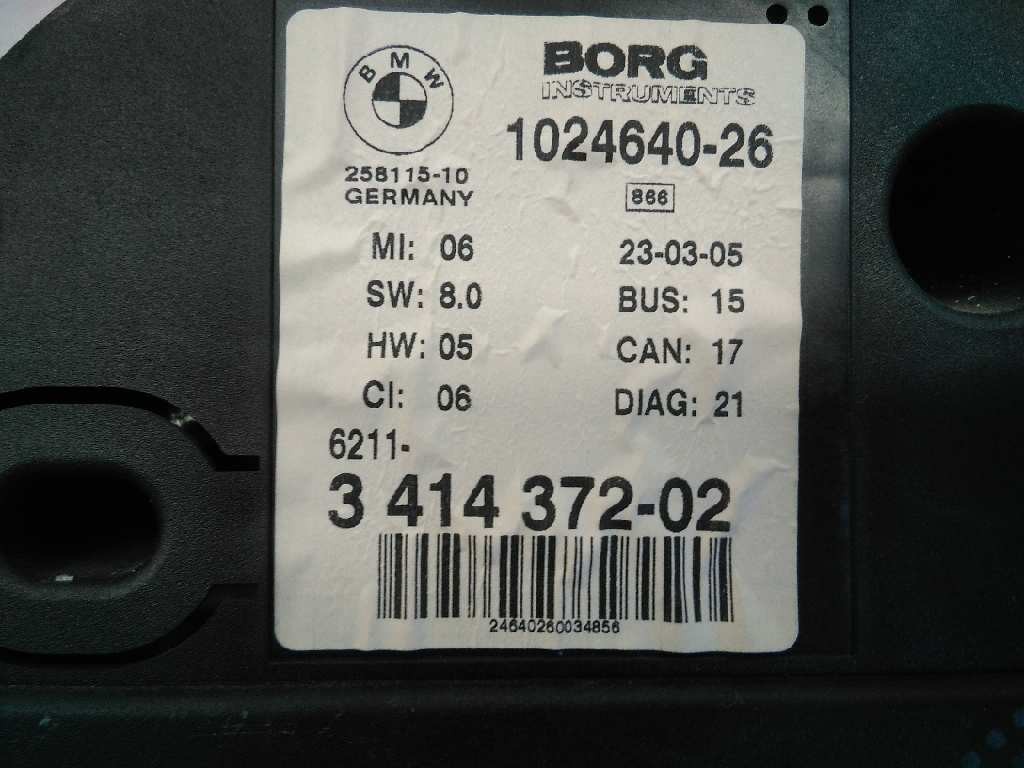 BMW
BORG
INSTRUMENTS
1024640-26
258115-10
GERMANY
866
MI: 06
23-03-05
SW: 8.0
BUS: 15
HW: 05
CAN: 17
CI: 06
DIAG: 21
6211-
3 414 372-02
24640260034856